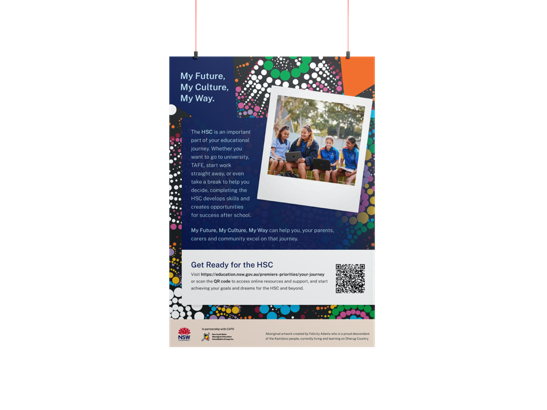 My Future,
My Culture,
My Way.
The HSC is an important
part of your educational
journey. Whether you
want to go to university,
TAFE, start work
straight away, or even
take a break to help you
decide, completing the
HSC develops skills and
creates opportunities
for success after school.
My Future, My Culture, My Way can help you, your parents,
carers and community excel on that journey.
Get Ready for the HSC
Visit https://education.nsw.gov.au/premiers-priorities/your-journey
or scan the QR code to access online resources and support, and start
achieving your goals and dreams for the HSC and beyond.
In partnership with
NSW
Aboriginal artwork created by
who is a proud descendant
of the Kamilaroi people, currently living and learning on Dharug Country.